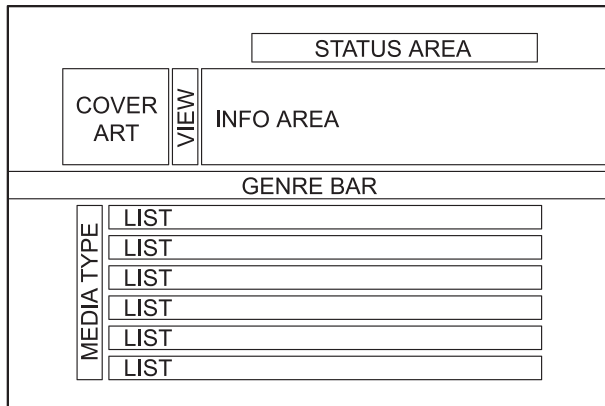 STATUS AREA
COVER
ART
VIEW
INFO AREA
GENRE BAR
MEDIA TYPE
LIST
LIST
LIST
LIST
LIST
LIST